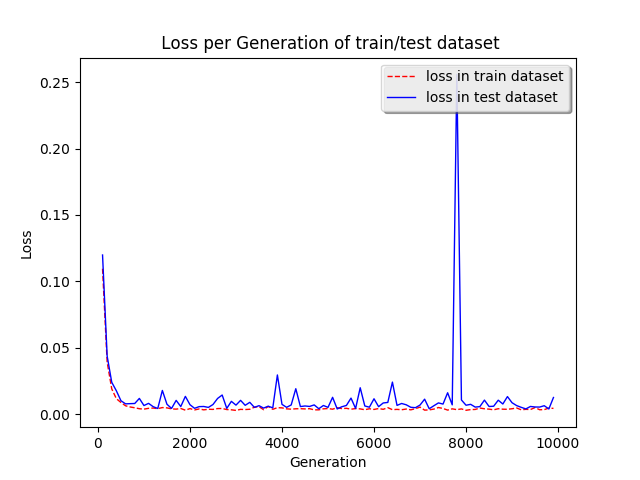 Loss per Generation of train/test dataset
loss in train dataset
loss in test dataset
0.25
0.20
0.15
0.10
0.05
0.00
Loss
0
2000
4000
6000
8000
10000
Generation